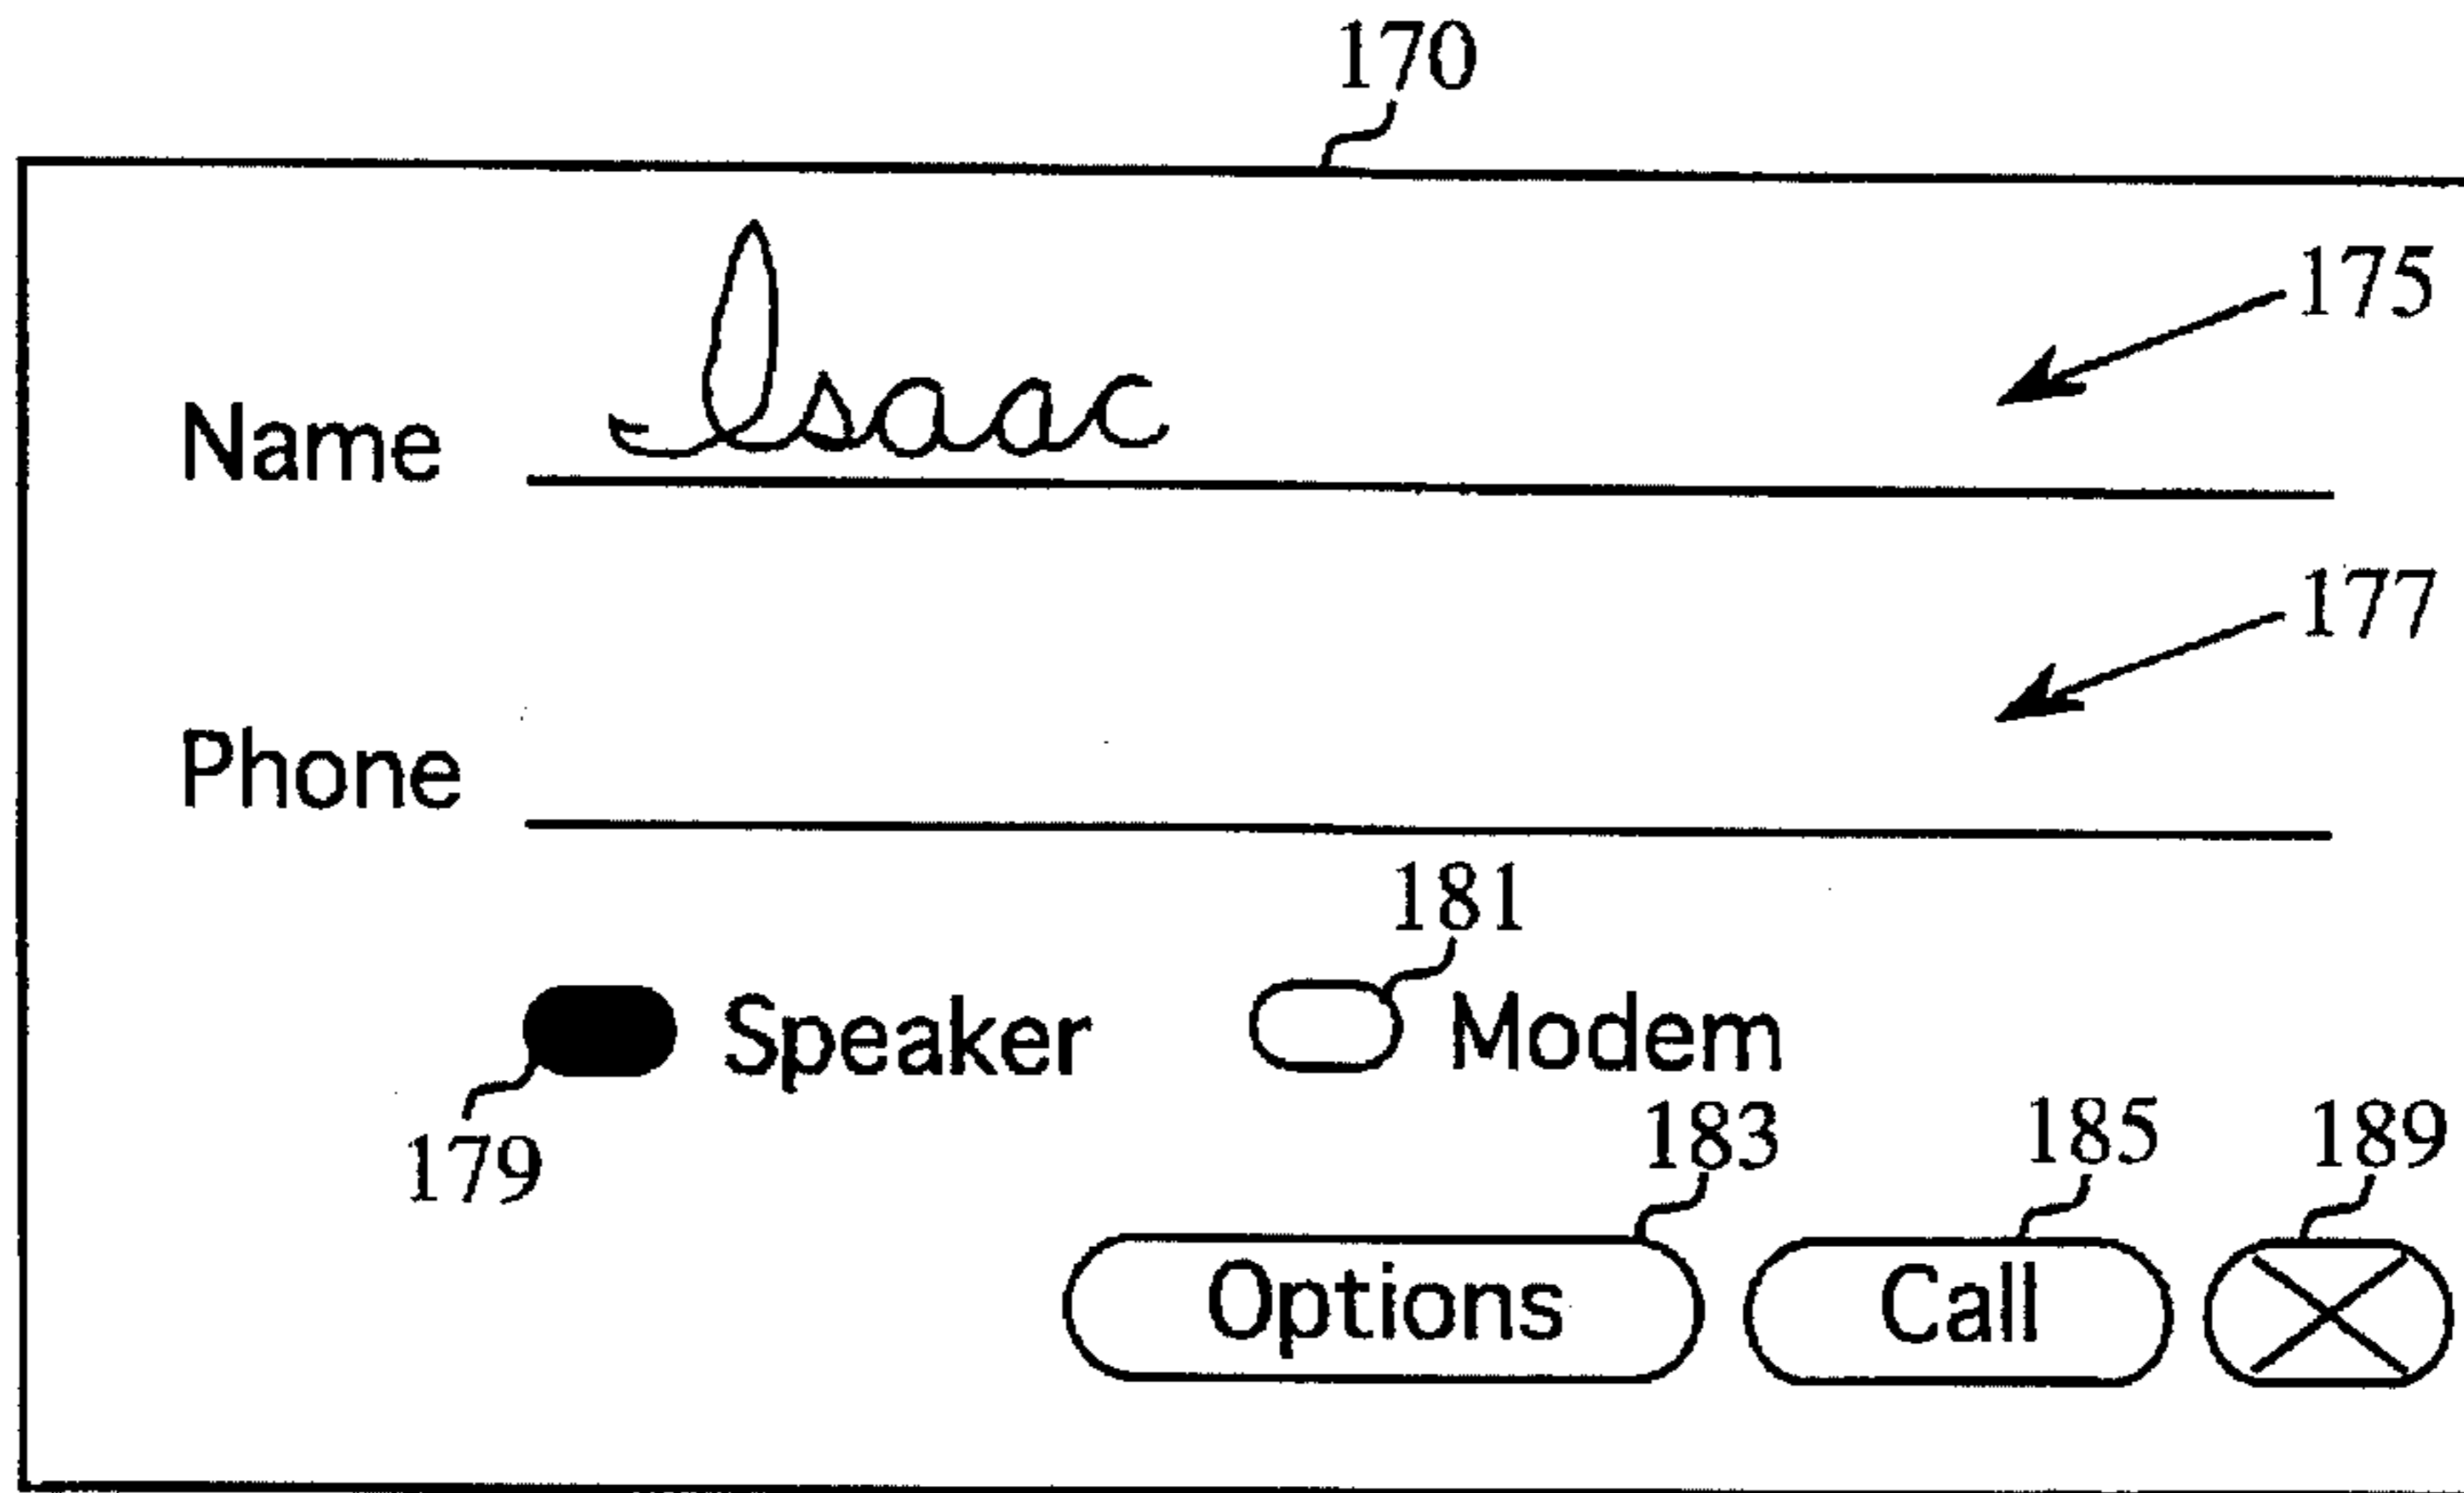 170
175
Name Isaac
177
Phone
181
Speaker Modem
179 183 185 189
Options Call